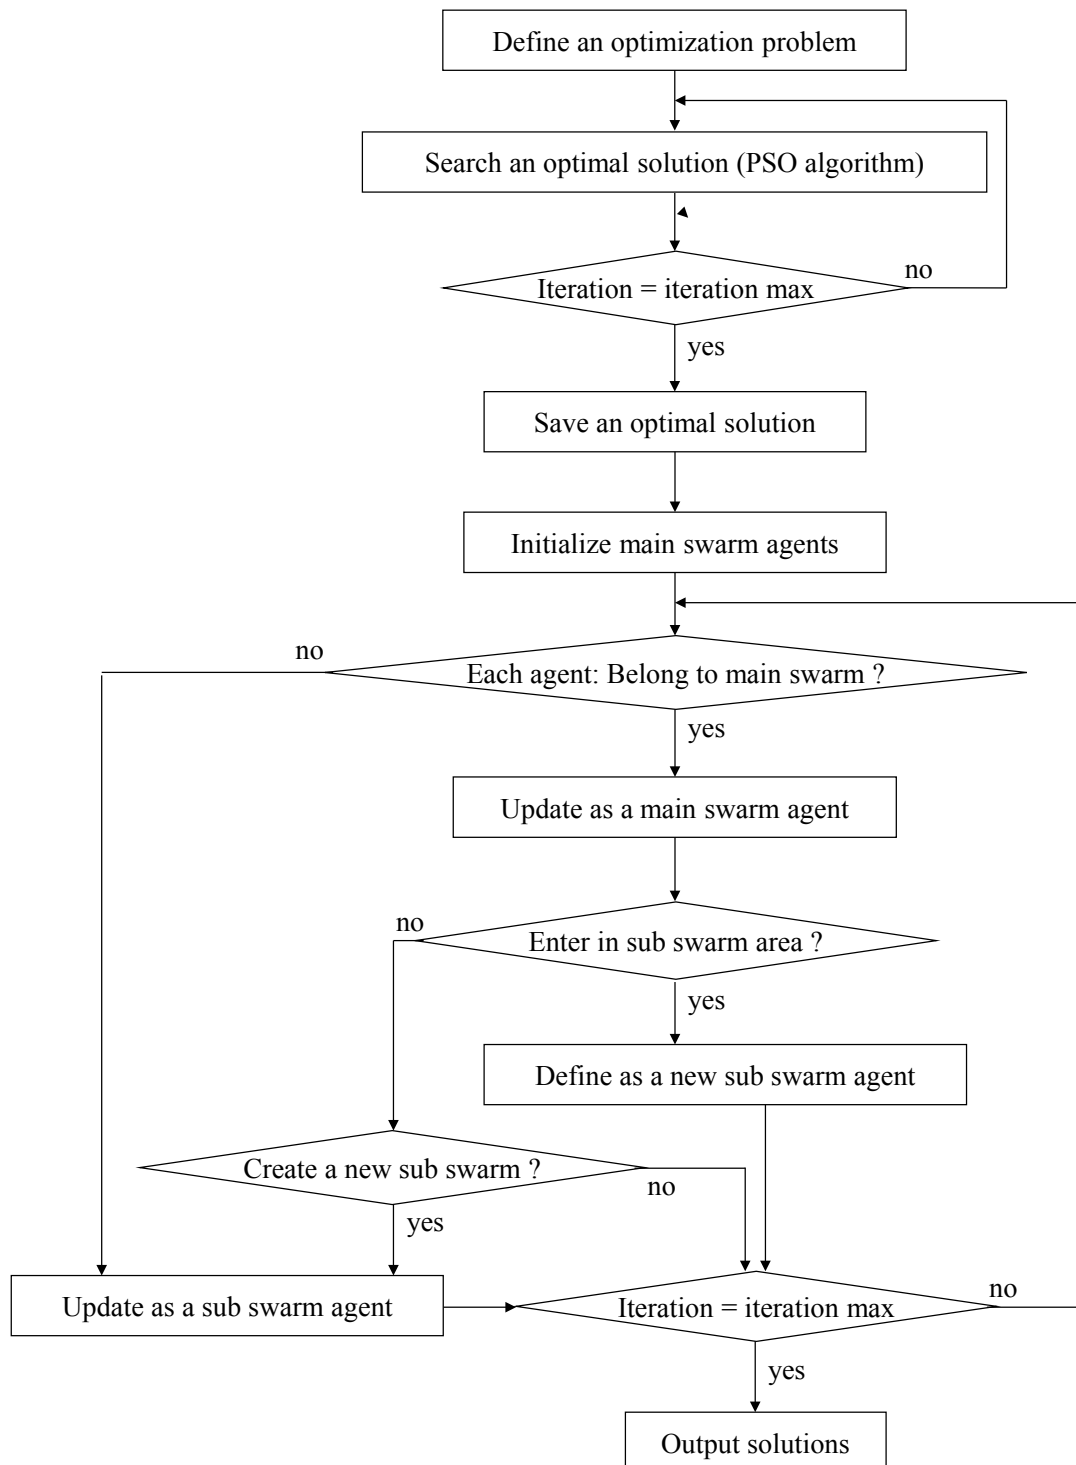 Define an optimization problem
Search an optimal solution (PSO algorithm)
Iteration = iteration max
no
yes
Save an optimal solution
Initialize main swarm agents
no
Each agent: Belong to main swarm ?
yes
Update as a main swarm agent
no
Enter in sub swarm area ?
yes
Define as a new sub swarm agent
Create a new sub swarm ?
no
yes
Update as a sub swarm agent
Iteration = iteration max
no
yes
Output solutions